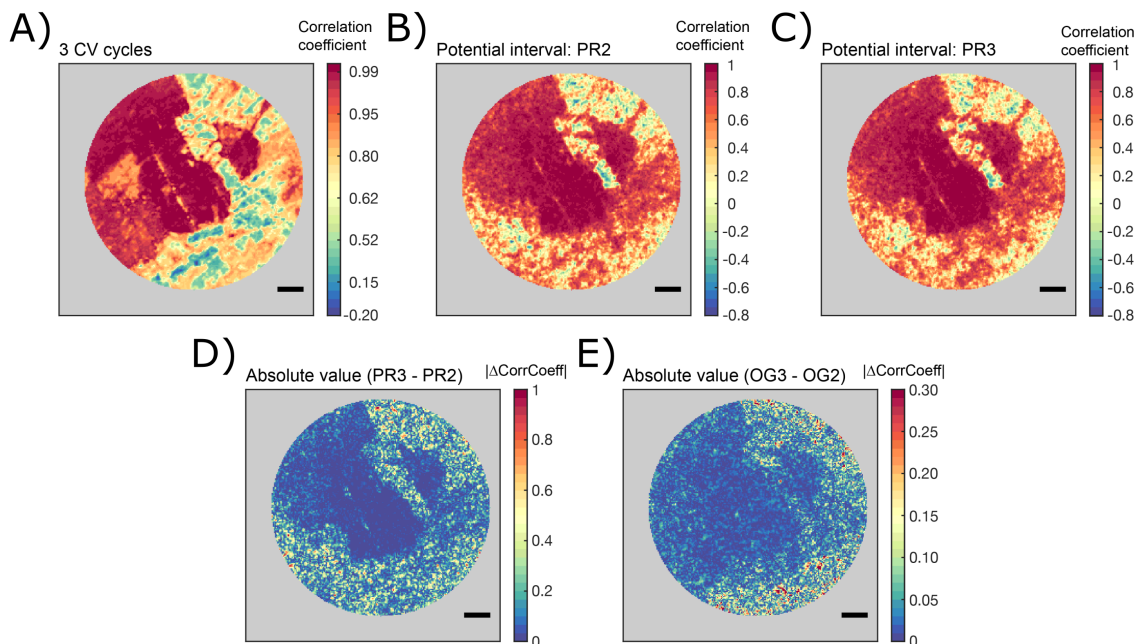 A)
3 CV cycles
Correlation
coefficient
0.99
0.95
0.80
0.62
0.52
0.15
-0.20
B)
Potential interval: PR2
Correlation
coefficient
1
0.8
0.6
0.4
0.2
0
-0.2
-0.4
-0.6
-0.8
C)
Potential interval: PR3
Correlation
coefficient
1
0.8
0.6
0.4
0.2
0
-0.2
-0.4
-0.6
-0.8
D)
Absolute value (PR3 - PR2)
|ΔCorrCoeff|
1
0.8
0.6
0.4
0.2
0
E)
Absolute value (OG3 - OG2)
|ΔCorrCoeff|
0.30
0.25
0.20
0.15
0.10
0.05
0